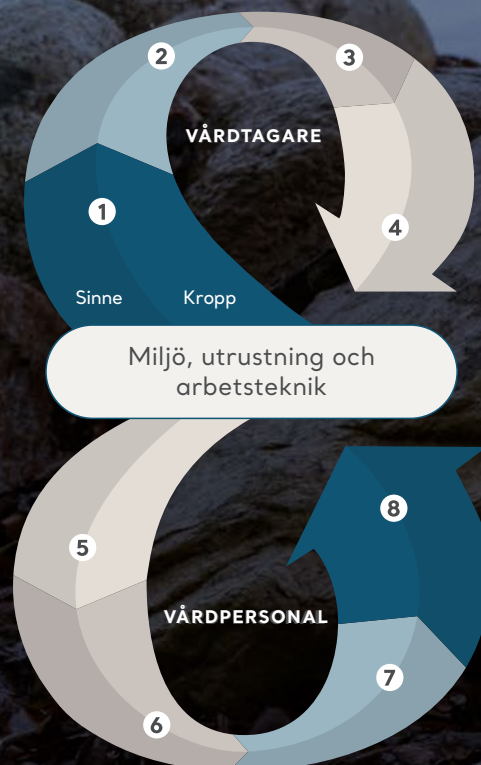 2
3
VÅRDTAGARE
1
4
Sinne Kropp
Miljö, utrustning och
arbetsteknik
8
5
VÅRDPERSONAL
7
6